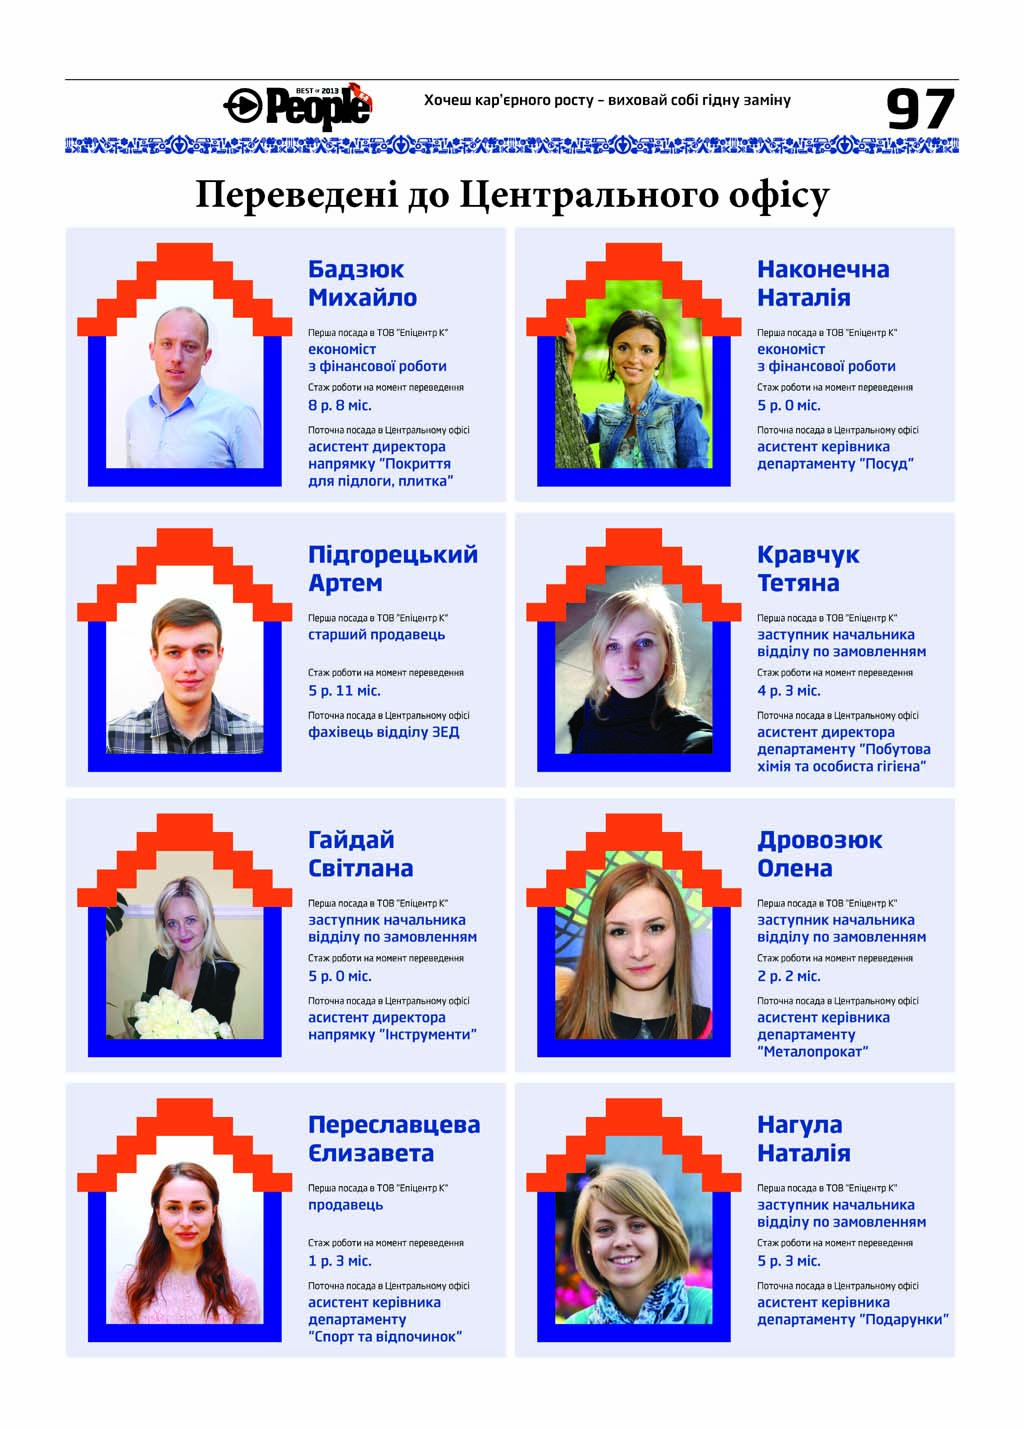 BEST OF 2013
People
Хочеш кар'єрного росту – виховай собі гідну заміну
97
Переведені до Центрального офісу
Бадзюк
Михайло
Перша посада в ТОВ "Епіцентр К"
економіст
з фінансової роботи
Стаж роботи на момент переведення
8 р. 8 міс.
Поточна посада в Центральному офісі
асистент директора
напрямку "Покриття
для підлоги, плитка"
Наконечна
Наталія
Перша посада в ТОВ "Епіцентр К"
економіст
з фінансової роботи
Стаж роботи на момент переведення
5 р. 0 міс.
Поточна посада в Центральному офісі
асистент керівника
департаменту "Посуд"
Підгорецький
Артем
Перша посада в ТОВ "Епіцентр К"
старший продавець
Стаж роботи на момент переведення
5 р. 11 міс.
Поточна посада в Центральному офісі
фахівець відділу ЗЕД
Кравчук
Тетяна
Перша посада в ТОВ "Епіцентр К"
заступник начальника
відділу по замовленням
Стаж роботи на момент переведення
4 р. 3 міс.
Поточна посада в Центральному офісі
асистент директора
департаменту "Побутова
хімія та особиста гігієна"
Гайдай
Світлана
Перша посада в ТОВ "Епіцентр К"
заступник начальника
відділу по замовленням
Стаж роботи на момент переведення
5 р. 0 міс.
Поточна посада в Центральному офісі
асистент директора
напрямку "Інструменти"
Дровозюк
Олена
Перша посада в ТОВ "Епіцентр К"
заступник начальника
відділу по замовленням
Стаж роботи на момент переведення
2 р. 2 міс.
Поточна посада в Центральному офісі
асистент керівника
департаменту
"Металопрокат"
Переславцева
Єлизавета
Перша посада в ТОВ "Епіцентр К"
продавець
Стаж роботи на момент переведення
1 р. 3 міс.
Поточна посада в Центральному офісі
асистент керівника
департаменту
"Спорт та відпочинок"
Нагула
Наталія
Перша посада в ТОВ "Епіцентр К"
заступник начальника
відділу по замовленням
Стаж роботи на момент переведення
5 р. 3 міс.
Поточна посада в Центральному офісі
асистент керівника
департаменту "Подарунки"